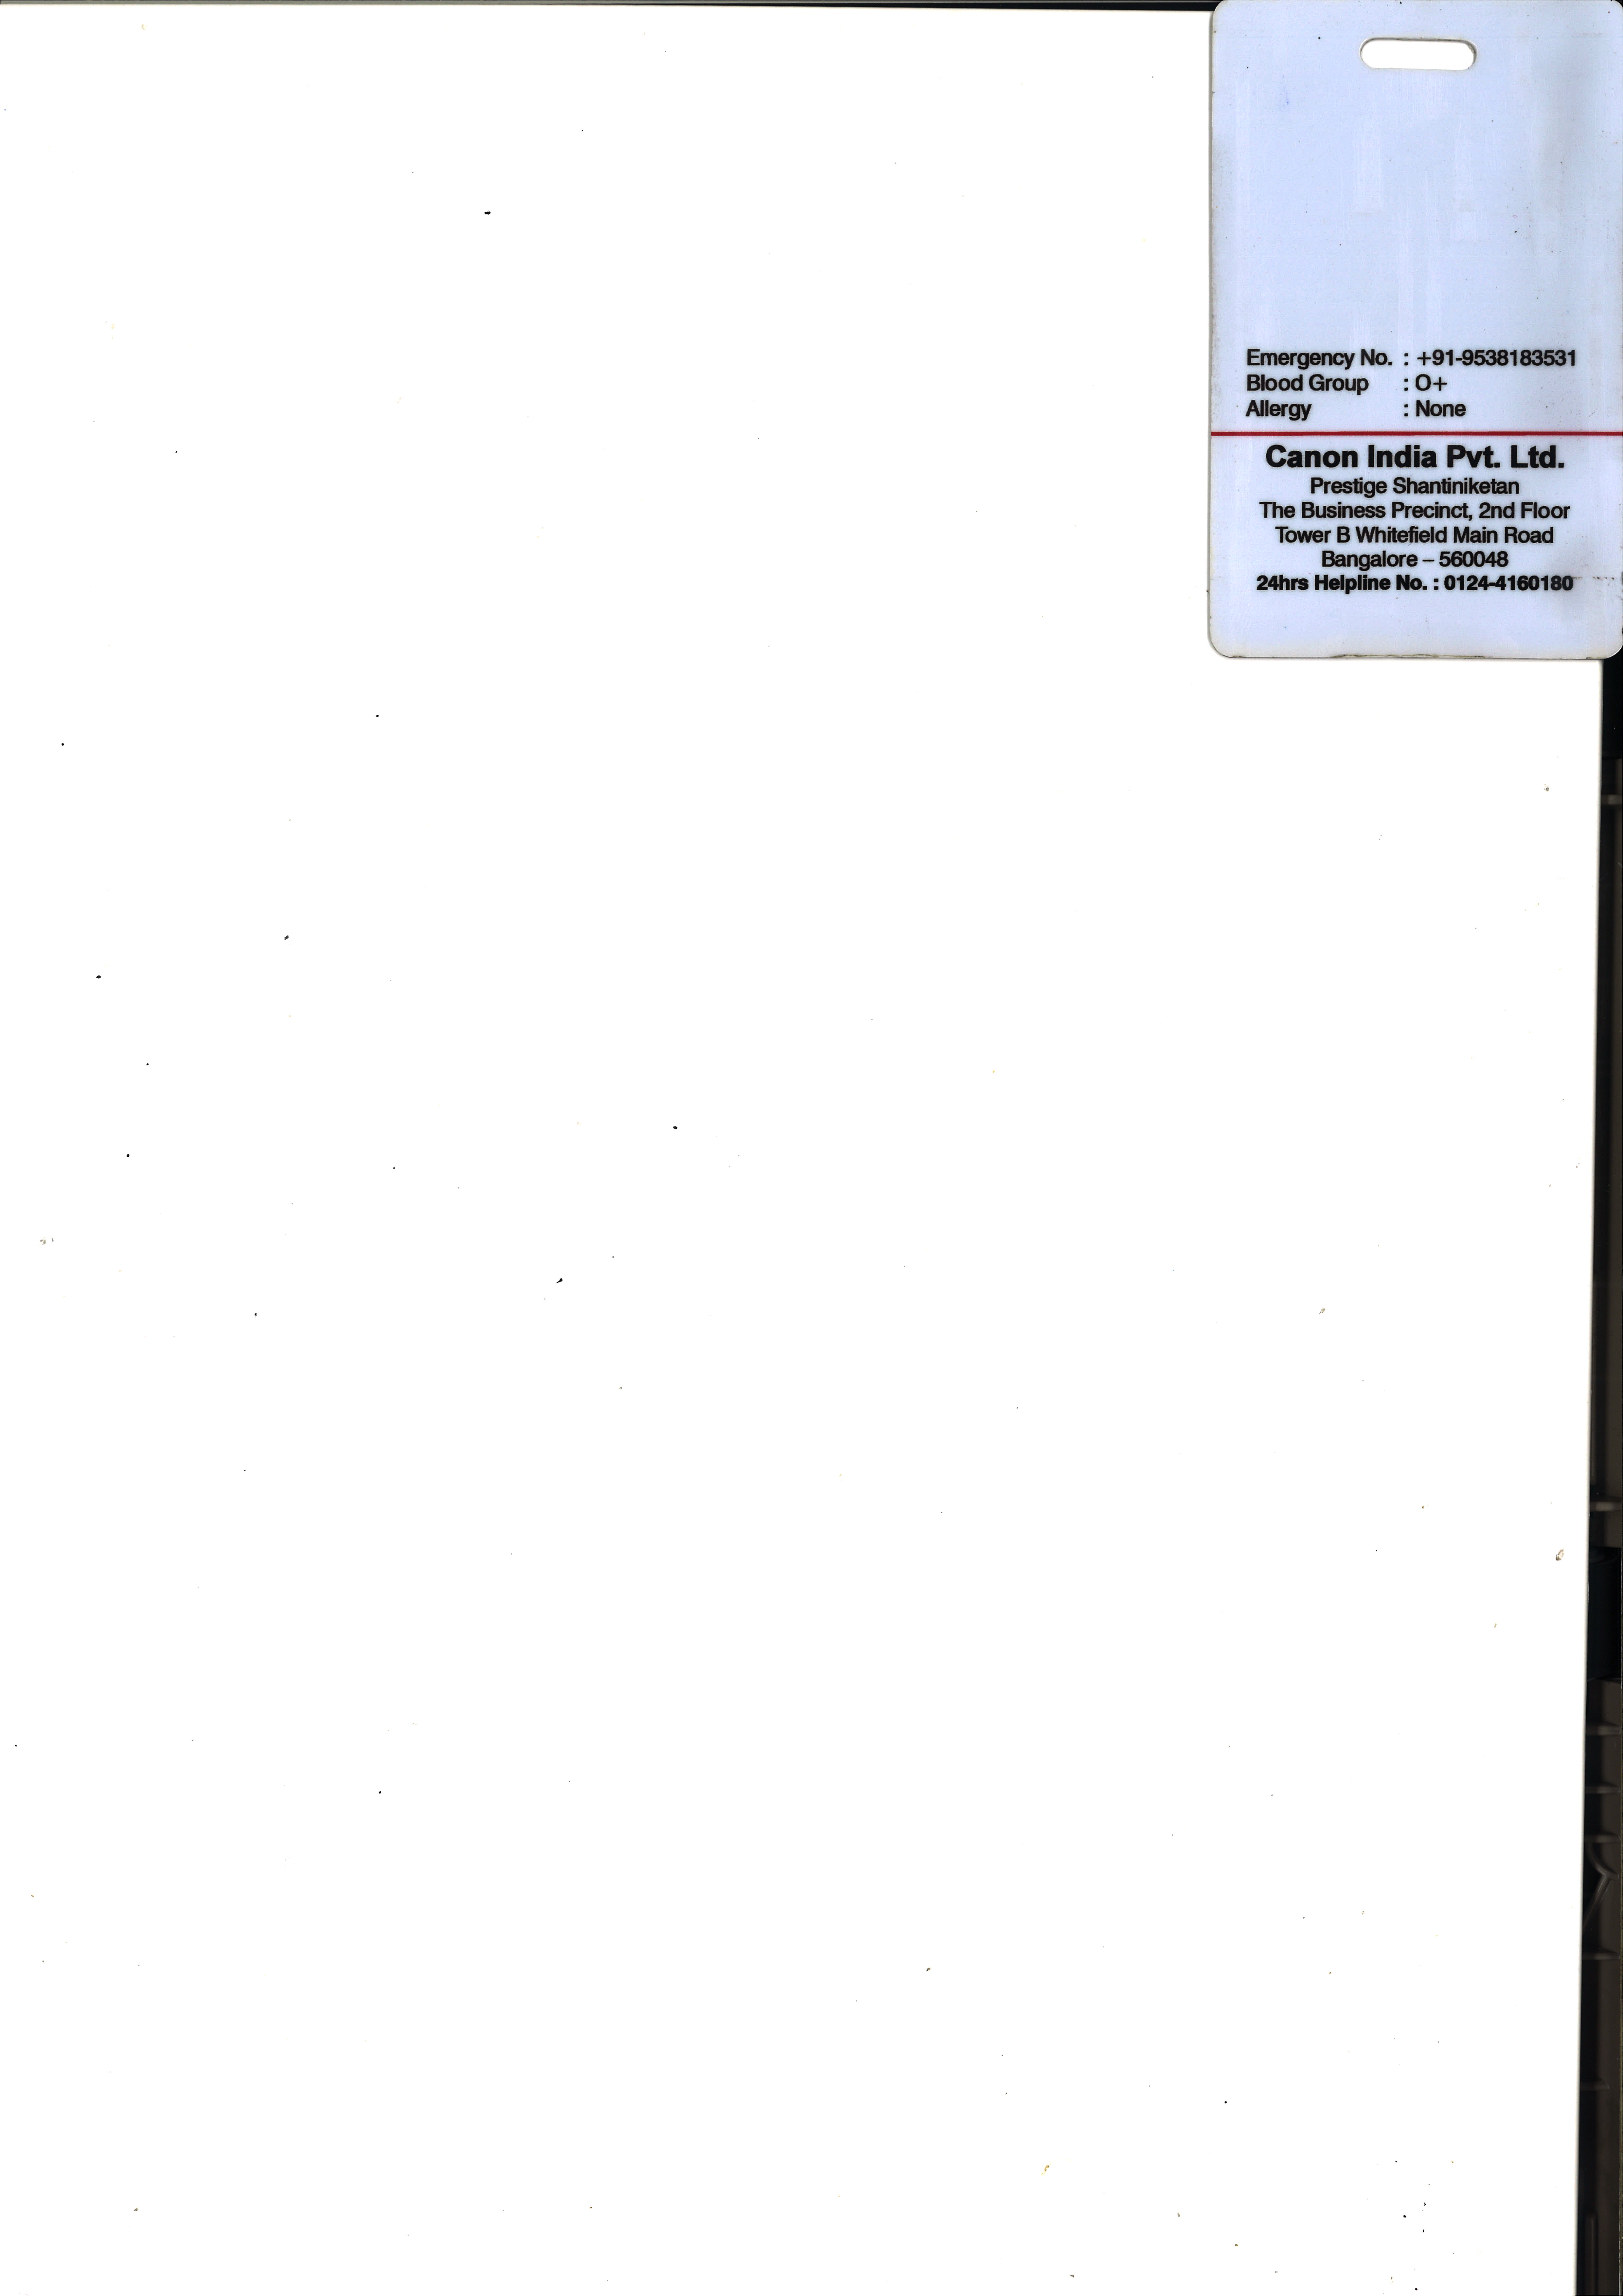 Emergency No. : +91-9538183531
Blood Group : O+
Allergy : None
Canon India Pvt. Ltd.
Prestige Shantiniketan
The Business Precinct, 2nd Floor
Tower B Whitefield Main Road
Bangalore – 560048
24hrs Helpline No. : 0124-4160180